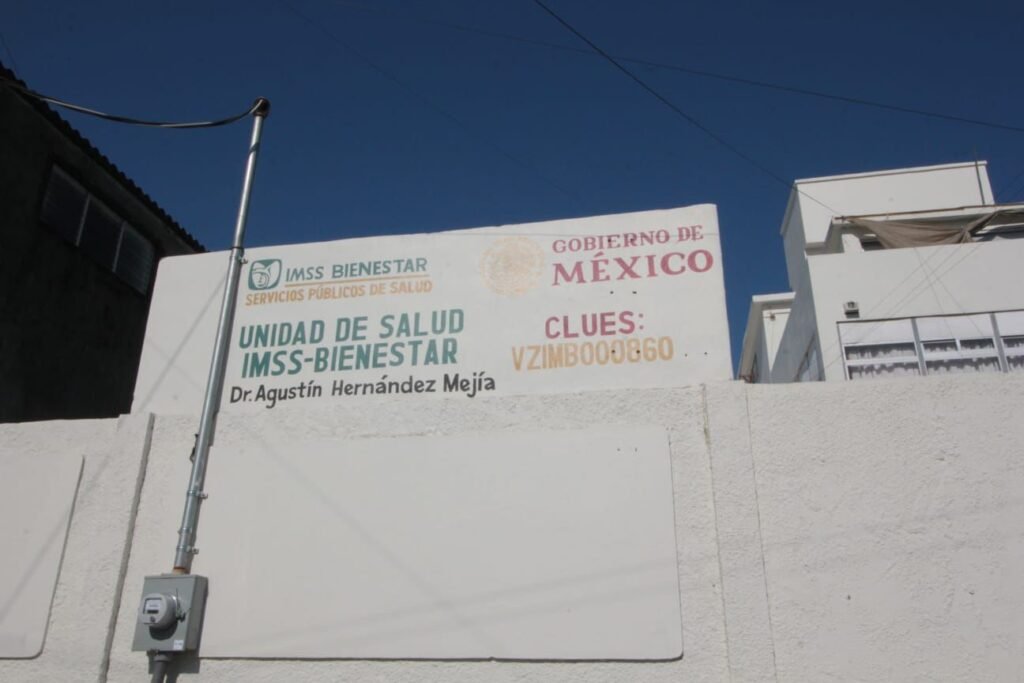 IMSS BIENESTAR
SERVICIOS PÚBLICOS DE SALUD
GOBIERNO DE
MÉXICO
UNIDAD DE SALUD
IMSS-BIENESTAR
Dr. Agustín Hernández Mejía
CLUES:
VZIMB000860